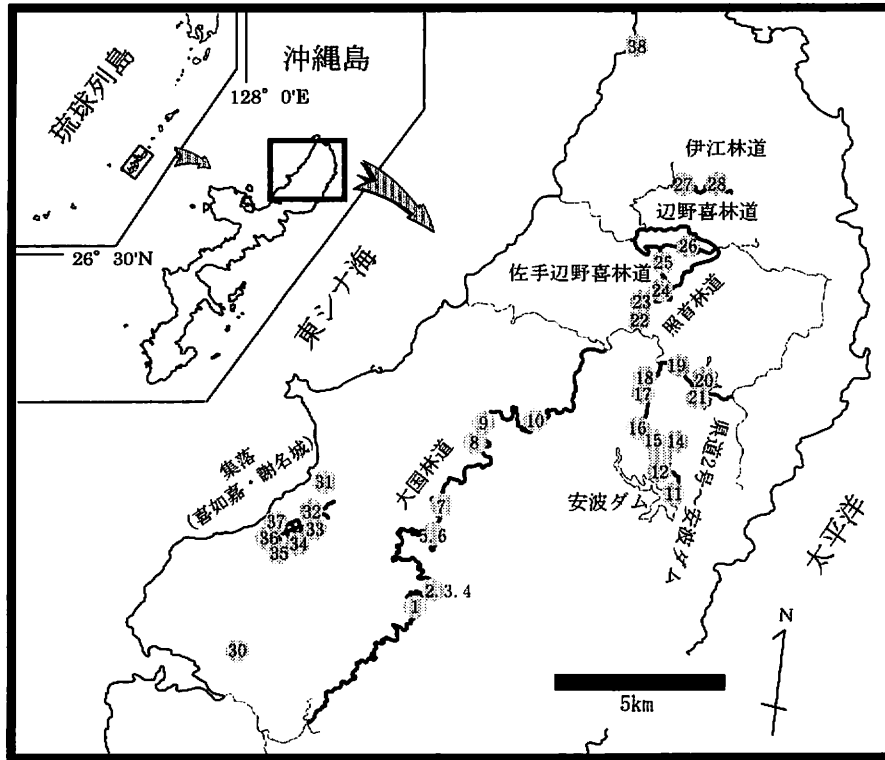 琉球列島
沖縄島
128° 0'E
26° 30'N
東シナ海
38
伊江林道
27
28
辺野喜林道
26
25
佐手辺野喜林道
24
23
22
照首林道
19
18
20
17
21
16
15
14
12
11
県道2号～安波ダム
安波ダム
太平洋
10
9
8
大国林道
7
5,6
2.3.4
1
集落
(喜如嘉・謝名城)
31
32
37
33
36
34
35
30
N
5km